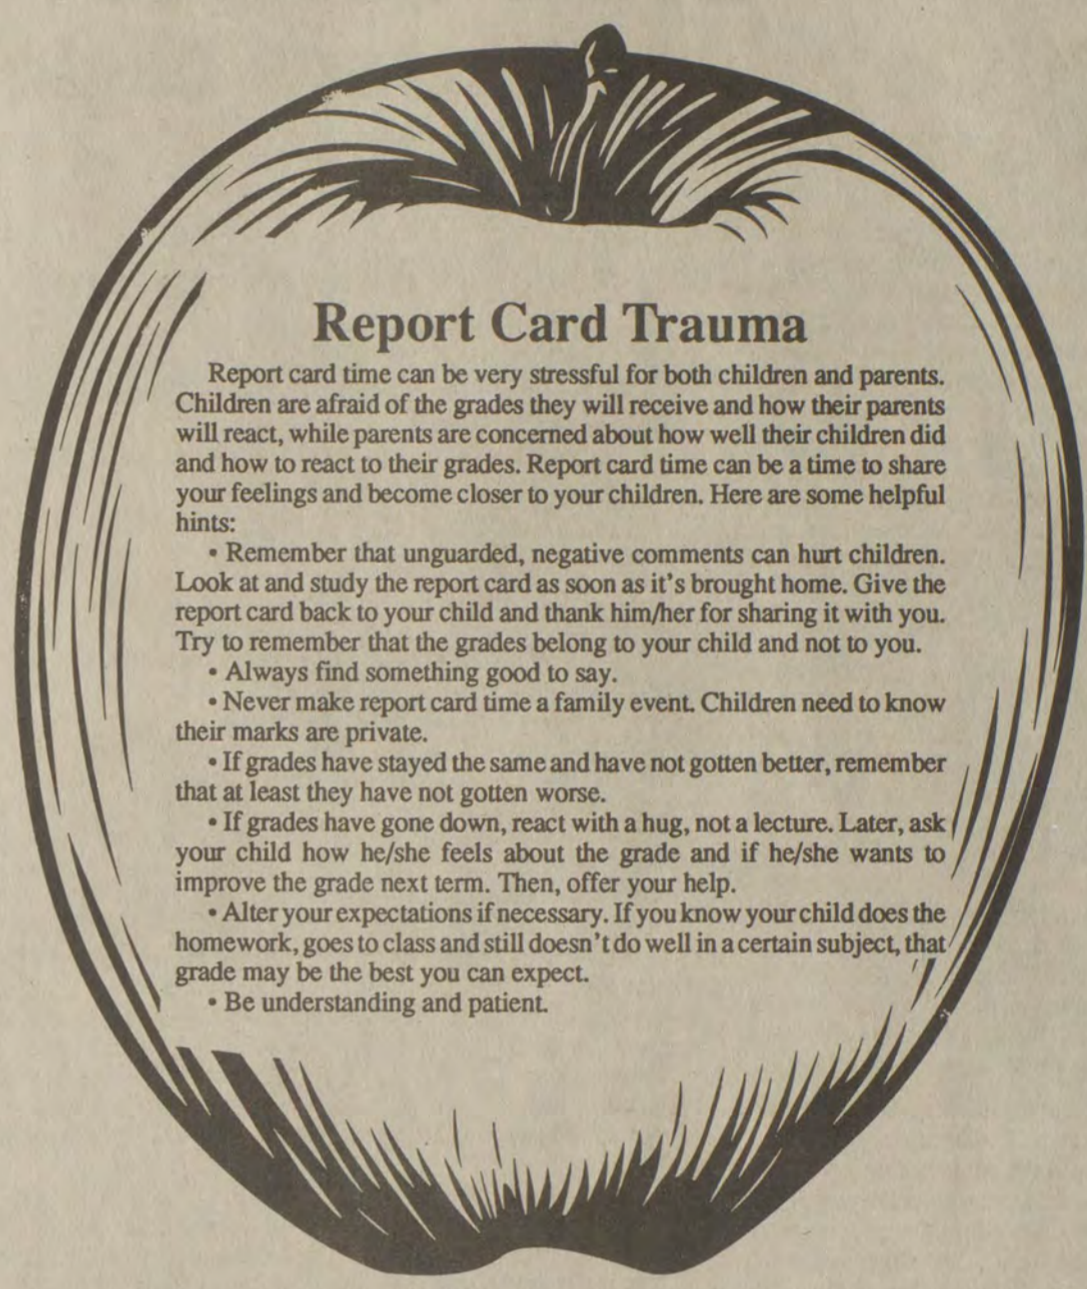 Report Card Trauma
Report card time can be very stressful for both children and parents.
Children are afraid of the grades they will receive and how their parents
will react, while parents are concerned about how well their children did
and how to react to their grades. Report card time can be a time to share
your feelings and become closer to your children. Here are some helpful
hints:
• Remember that unguarded, negative comments can hurt children.
Look at and study the report card as soon as it's brought home. Give the
report card back to your child and thank him/her for sharing it with you.
Try to remember that the grades belong to your child and not to you.
• Always find something good to say.
• Never make report card time a family event. Children need to know
their marks are private.
• If grades have stayed the same and have not gotten better, remember
that at least they have not gotten worse.
• If grades have gone down, react with a hug, not a lecture. Later, ask
your child how he/she feels about the grade and if he/she wants to
improve the grade next term. Then, offer your help.
• Alter your expectations if necessary. If you know your child does the
homework, goes to class and still doesn't do well in a certain subject, that
grade may be the best you can expect.
• Be understanding and patient.